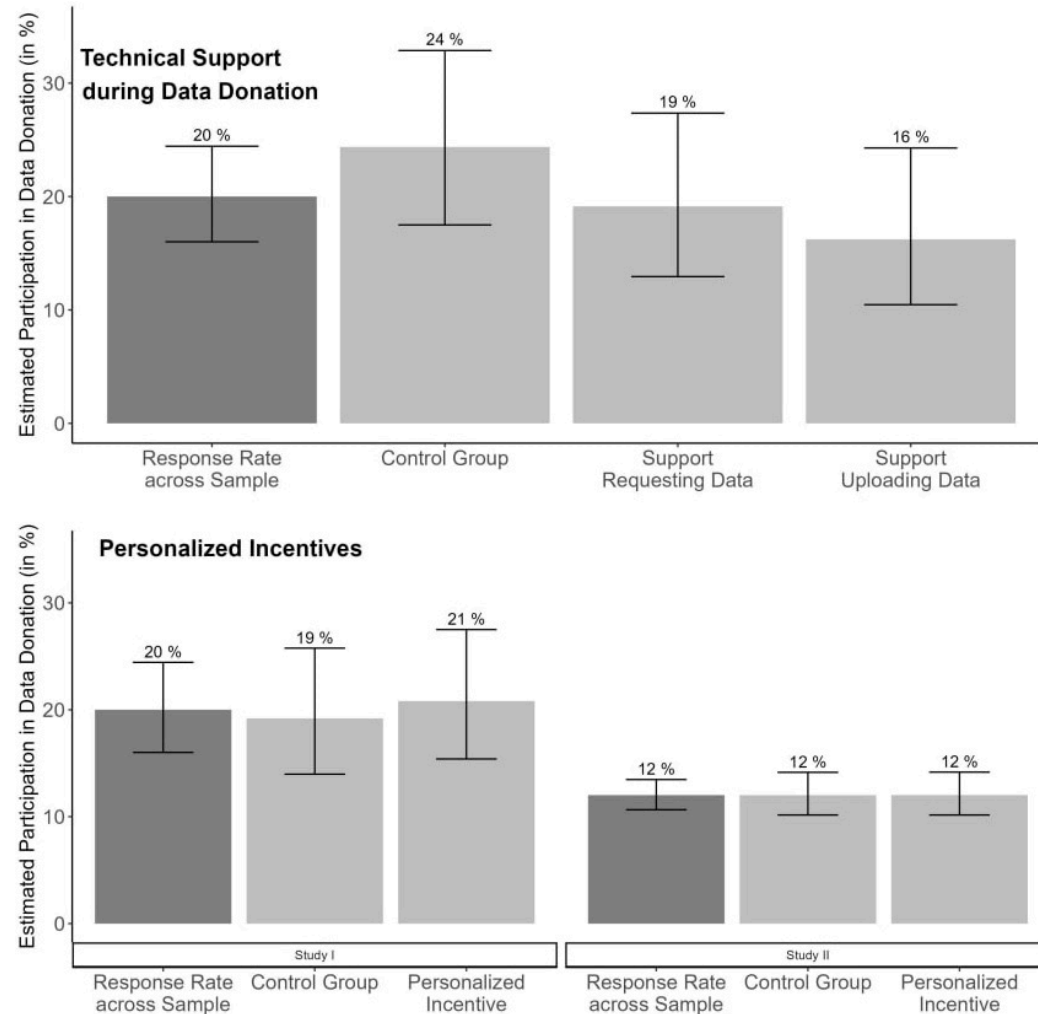 Estimated Participation in Data Donation (in %)
Technical Support
during Data Donation
30
20
10
0
20 %
24 %
19 %
16 %
Response Rate
across Sample
Control Group
Support
Requesting Data
Support
Uploading Data
Estimated Participation in Data Donation (in %)
Personalized Incentives
30
20
10
0
20 %
19 %
21 %
12 %
12 %
12 %
Study I
Study II
Response Rate
across Sample
Control Group
Personalized
Incentive
Response Rate
across Sample
Control Group
Personalized
Incentive